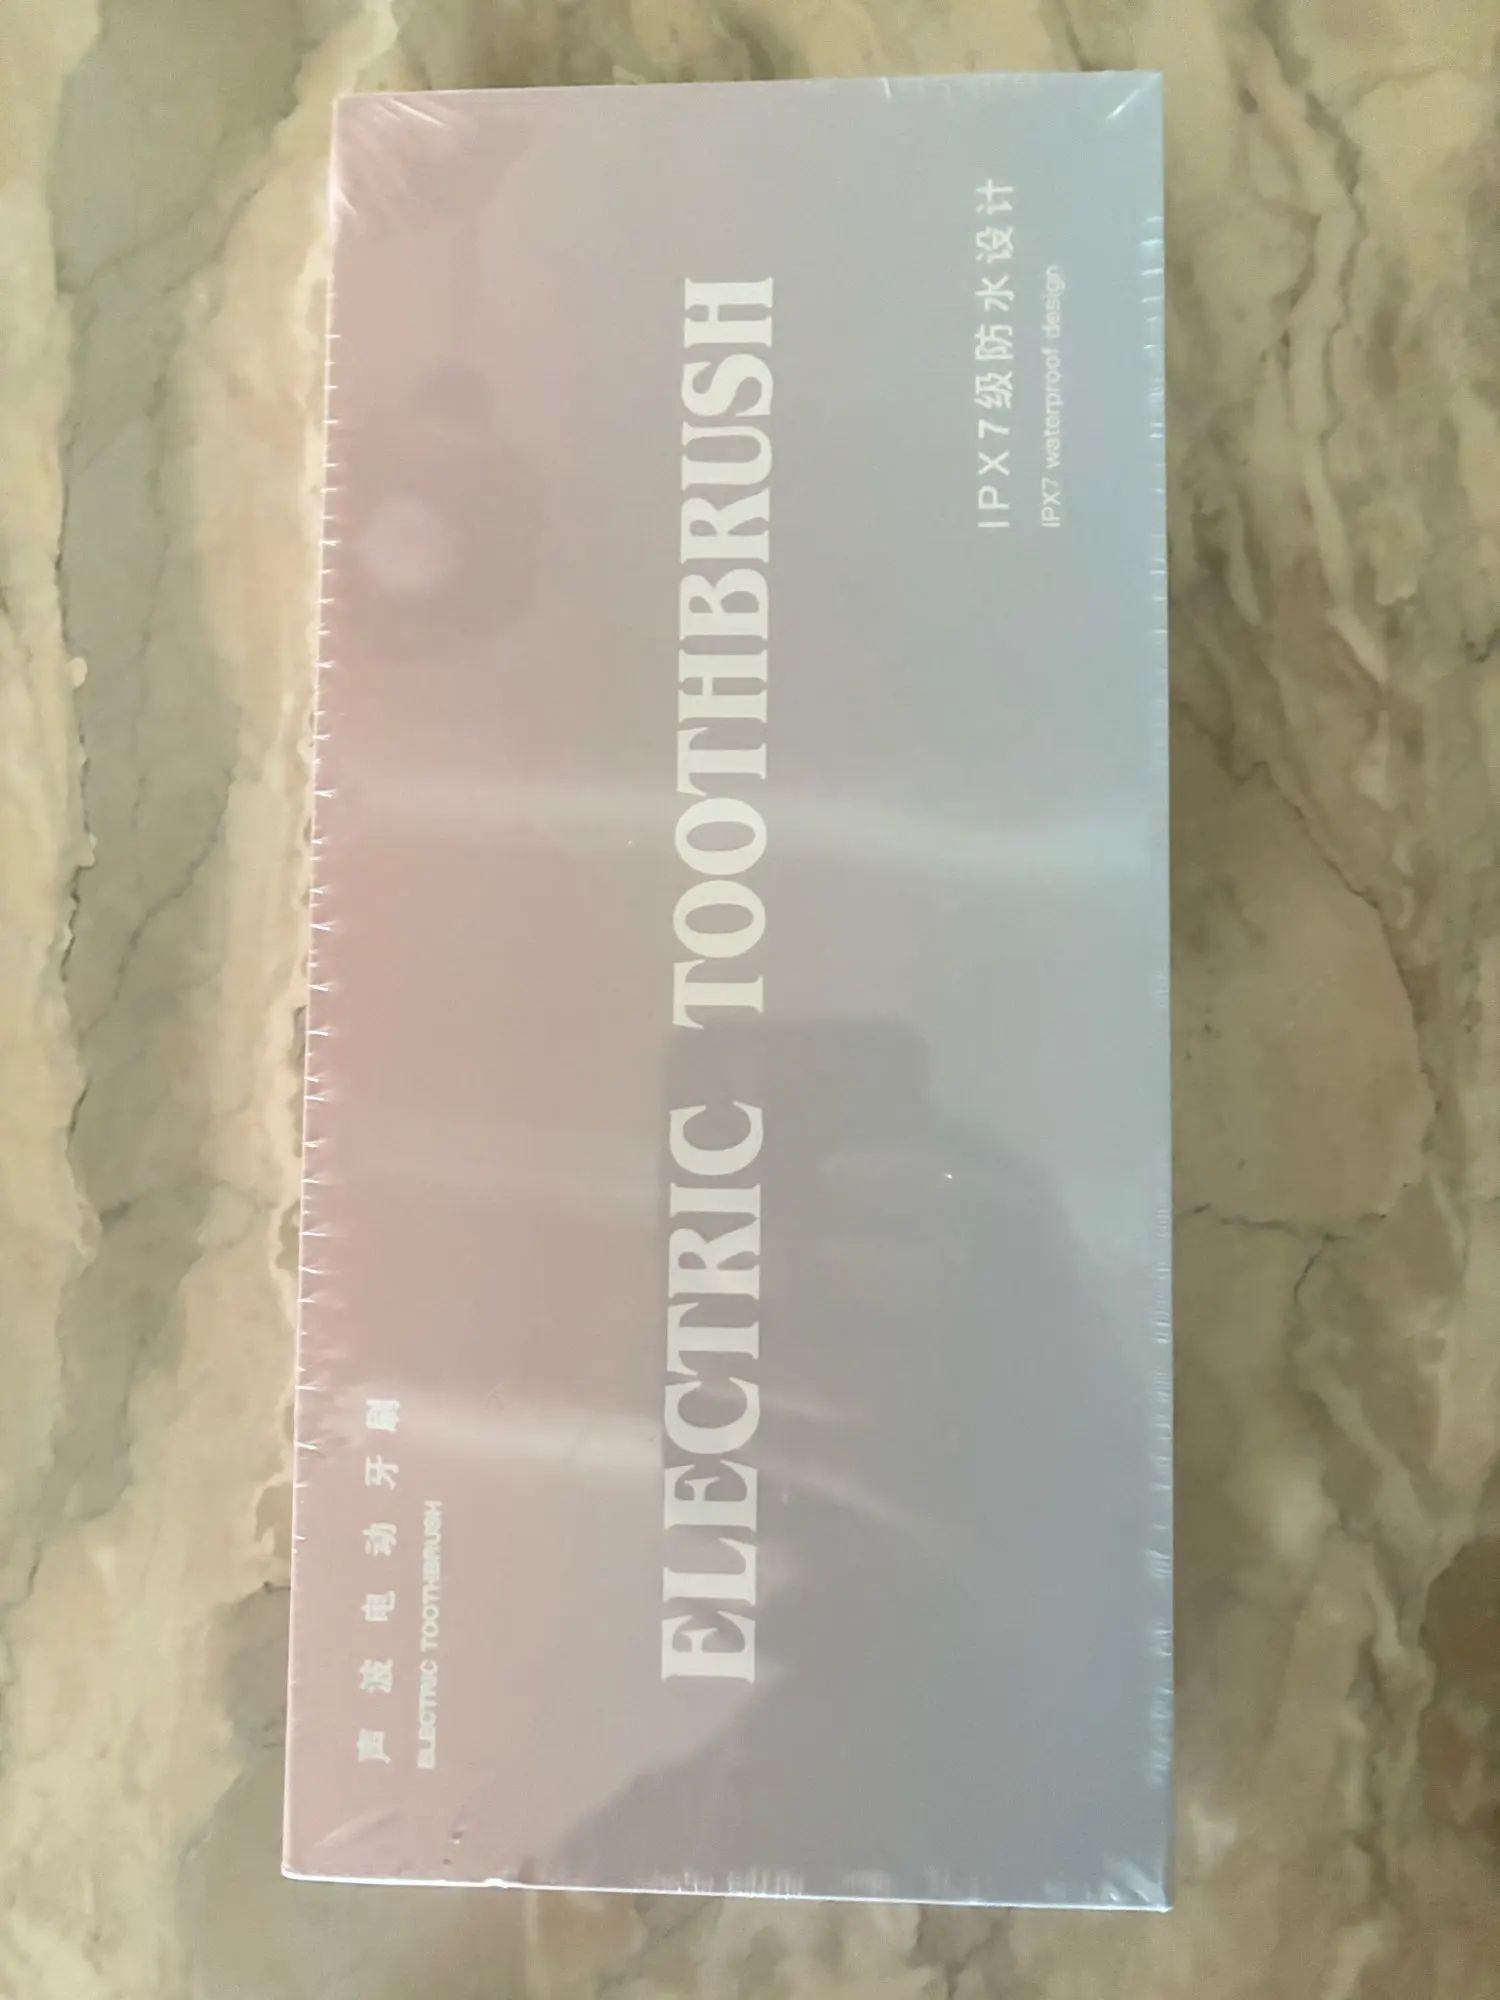 声波电动牙刷
ELECTRIC TOOTHBRUSH
ELECTRIC TOOTHBRUSH
IPX7级防水设计
IPX7 waterproof design